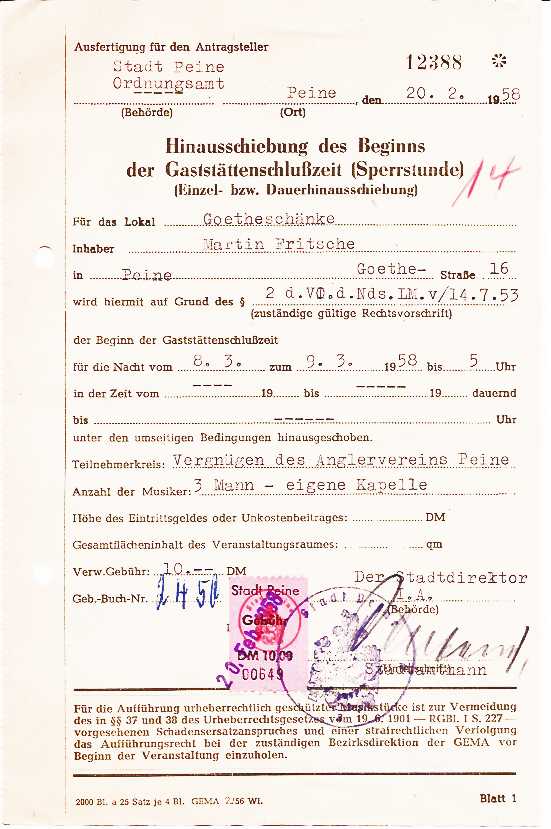 Ausfertigung für den Antragsteller
12388 *
Stadt Peine
Ordnungsamt
Peine, den 20. 2. 1958
(Behörde) (Ort)
Hinausschiebung des Beginns
der Gaststättenschlußzeit (Sperrstunde)
14
(Einzel- bzw. Dauerhinausschiebung)
Für das Lokal Goetheschänke
Inhaber Martin Fritsche
in Peine Goethe- Straße 16
wird hiermit auf Grund des § 2 d.VO.d.Nds.LM.v/14.7.53
(zuständige gültige Rechtsvorschrift)
der Beginn der Gaststättenschlußzeit
für die Nacht vom 8. 3. zum 9. 3. 1958 bis 5 Uhr
in der Zeit vom ---- 19 bis ----- 19 dauernd
bis ------ Uhr
unter den umseitigen Bedingungen hinausgeschoben.
Teilnehmerkreis: Vergnügen des Anglervereins Peine
Anzahl der Musiker: 3 Mann - eigene Kapelle
Höhe des Eintrittsgeldes oder Unkostenbeitrages: DM
Gesamtflächeninhalt des Veranstaltungsraumes: qm
Verw.Gebühr: 10.-- DM
Der Stadtdirektor
Geb.-Buch-Nr.
I.A.
(Behörde)
Stadt Peine
Gebühr
DM 10,00
00649
20. Feb. 1958
Stadt Pe
(Unterschrift)
Stadtamtmann
Für die Aufführung urheberrechtlich geschützter Musikstücke ist zur Vermeidung
des in §§ 37 und 38 des Urheberrechtsgesetzes vom 19. 6. 1901 — RGBl. I S. 227 —
vorgesehenen Schadensersatzanspruches und einer strafrechtlichen Verfolgung
das Aufführungsrecht bei der zuständigen Bezirksdirektion der GEMA vor
Beginn der Veranstaltung einzuholen.
2000 Bl. a 25 Satz je 4 Bl. GEMA 2/56 WI.
Blatt 1